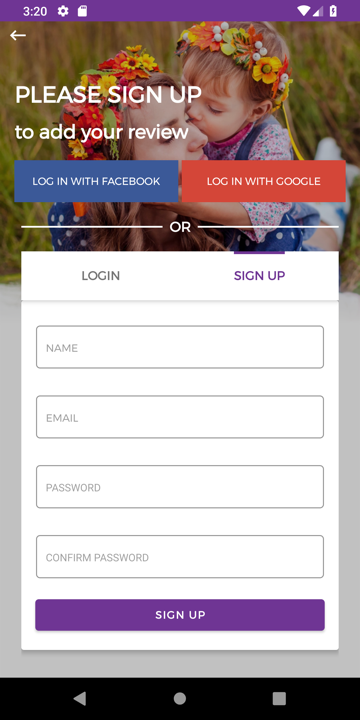 3:20
PLEASE SIGN UP
to add your review
LOG IN WITH FACEBOOK
LOG IN WITH GOOGLE
OR
LOGIN
SIGN UP
NAME
EMAIL
PASSWORD
CONFIRM PASSWORD
SIGN UP